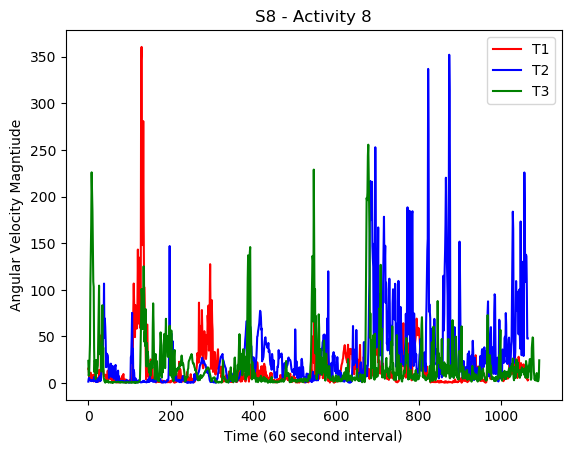 S8 - Activity 8
T1
T2
T3
350
300
250
200
150
100
50
0
Angular Velocity Magntiude
0 200 400 600 800 1000
Time (60 second interval)